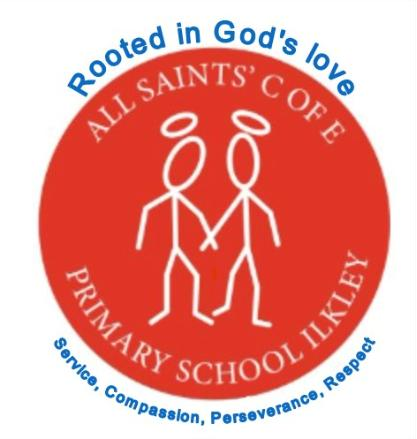 Rooted in God's love
ALL SAINTS' C OF E
PRIMARY SCHOOL ILKLEY
Service, Compassion, Perseverance, Respect